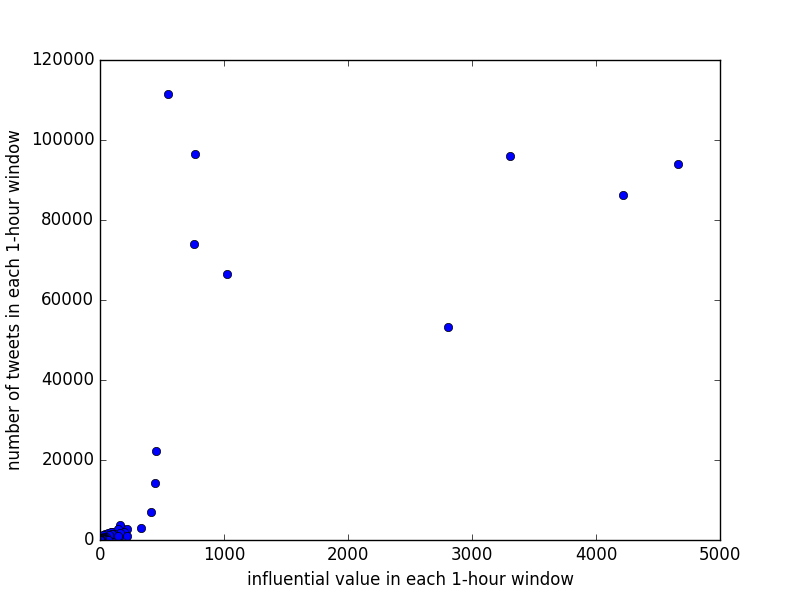 120000
100000
80000
60000
40000
20000
0
number of tweets in each 1-hour window
0 1000 2000 3000 4000 5000
influential value in each 1-hour window